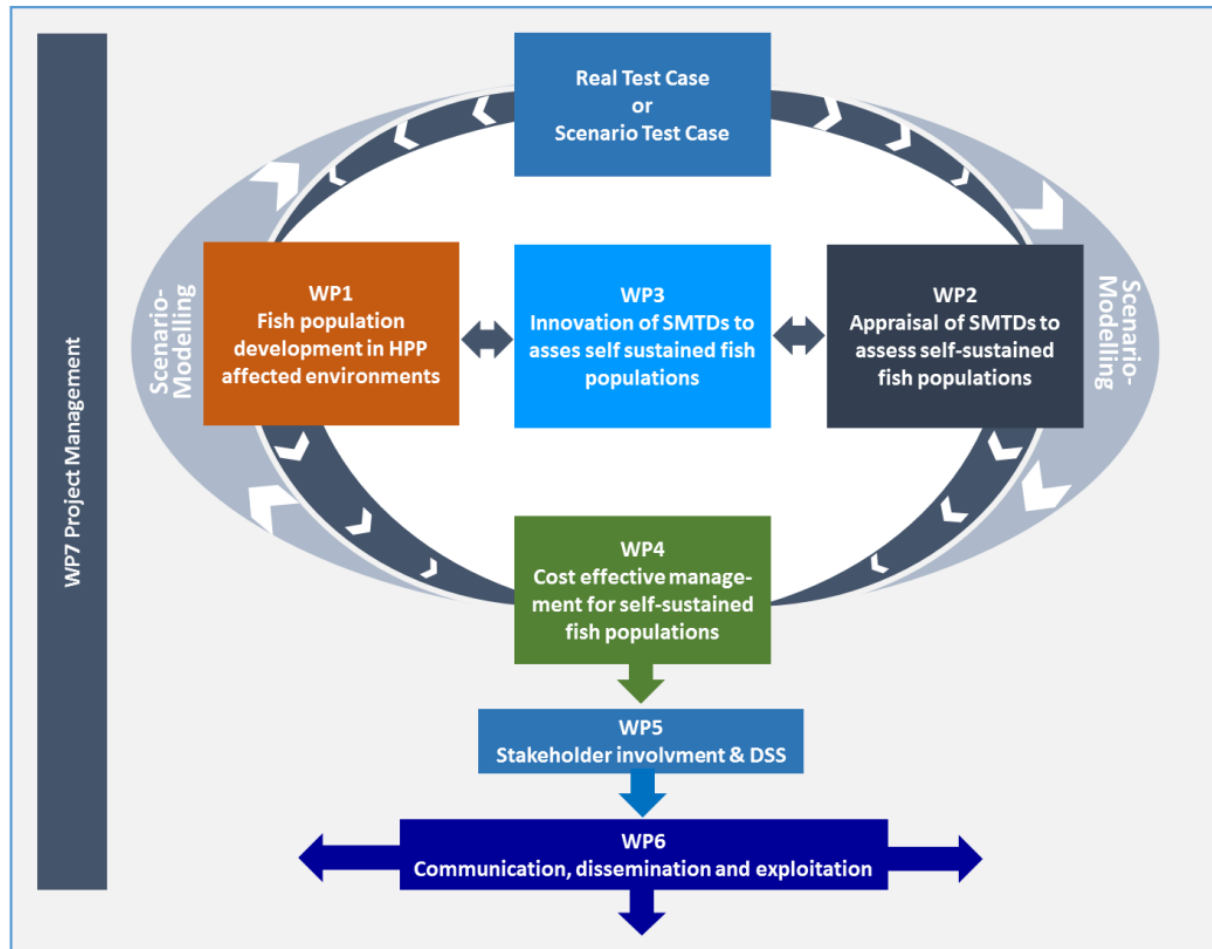 WP7 Project Management
Real Test Case
or
Scenario Test Case
Scenario-
Modelling
WP1
Fish population
development in HPP
affected environments
WP3
Innovation of SMTDs to
asses self sustained fish
populations
WP2
Appraisal of SMTDs to
assess self-sustained
fish populations
Scenario-
Modelling
WP4
Cost effective manage-
ment for self-sustained
fish populations
WP5
Stakeholder involvment & DSS
WP6
Communication, dissemination and exploitation